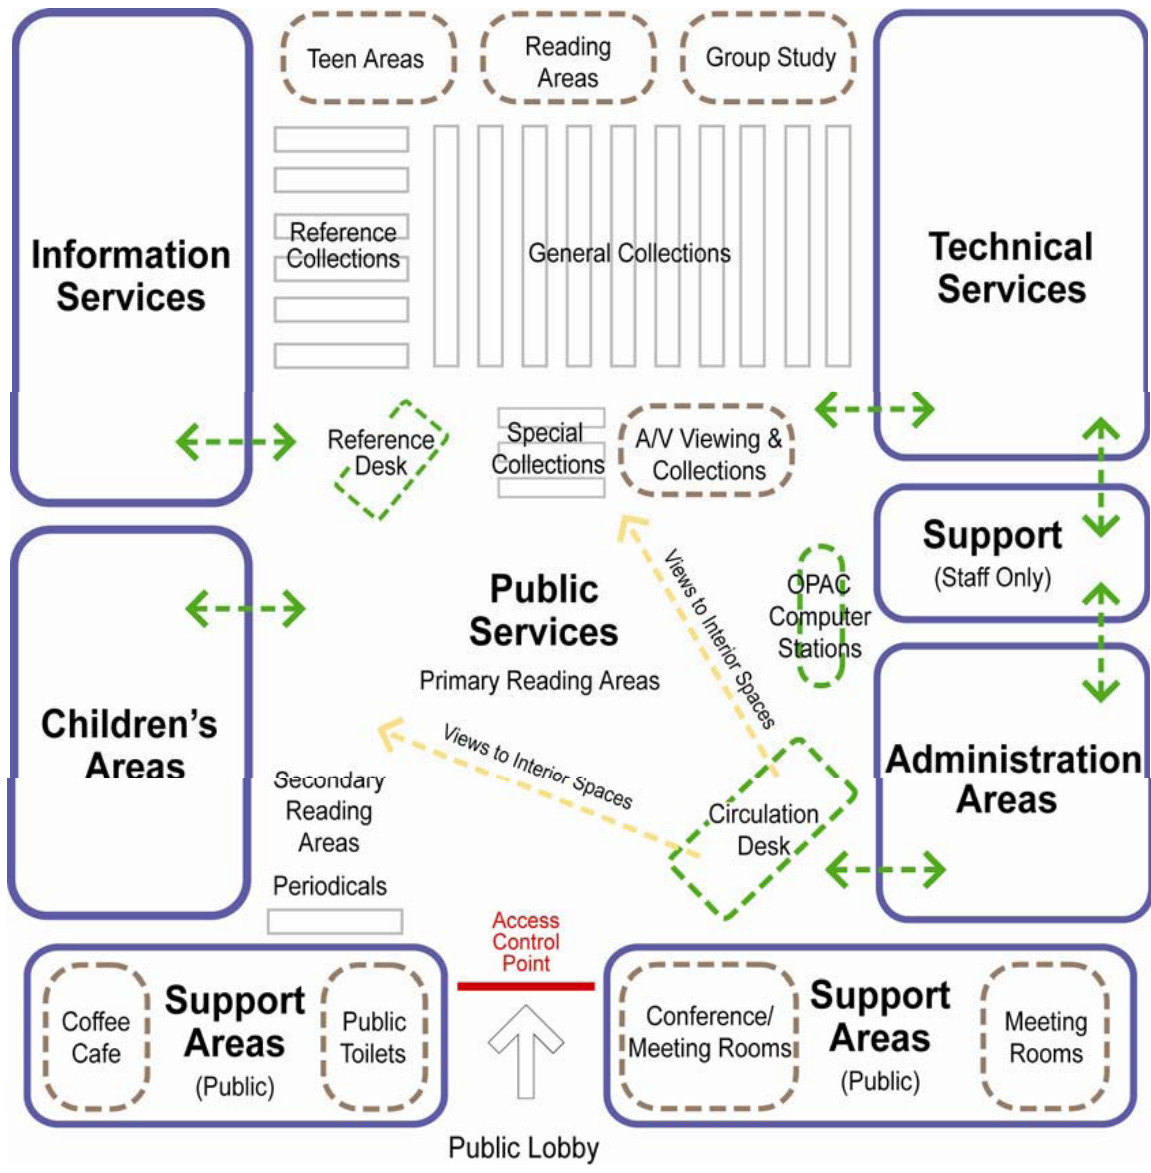 Teen Areas
Reading
Areas
Group Study
Information
Services
Reference
Collections
General Collections
Technical
Services
Reference
Desk
Special
Collections
A/V Viewing &
Collections
Support
(Staff Only)
OPAC
Computer
Stations
Public
Services
Primary Reading Areas
Views to Interior Spaces
Views to Interior Spaces
Children's
Areas
Administration
Areas
Secondary
Reading
Areas
Periodicals
Circulation
Desk
Access
Control
Point
Coffee
Cafe
Support
Areas
(Public)
Public
Toilets
Conference/
Meeting Rooms
Support
Areas
(Public)
Meeting
Rooms
Public Lobby